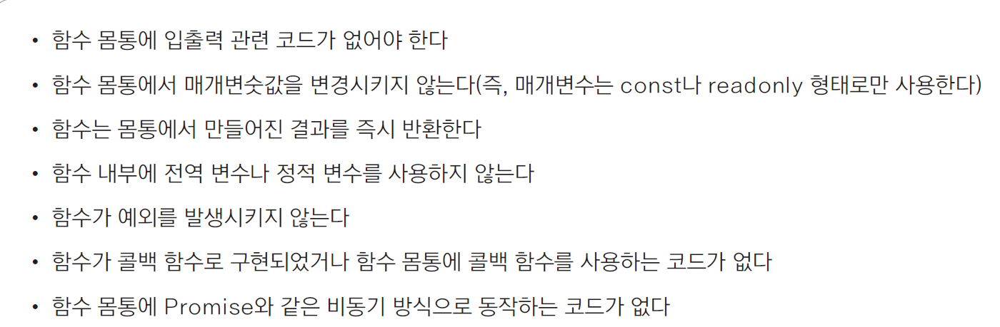 • 함수 몸통에 입출력 관련 코드가 없어야 한다
• 함수 몸통에서 매개변숫값을 변경시키지 않는다(즉, 매개변수는 const나 readonly 형태로만 사용한다)
• 함수는 몸통에서 만들어진 결과를 즉시 반환한다
• 함수 내부에 전역 변수나 정적 변수를 사용하지 않는다
• 함수가 예외를 발생시키지 않는다
• 함수가 콜백 함수로 구현되었거나 함수 몸통에 콜백 함수를 사용하는 코드가 없다
• 함수 몸통에 Promise와 같은 비동기 방식으로 동작하는 코드가 없다